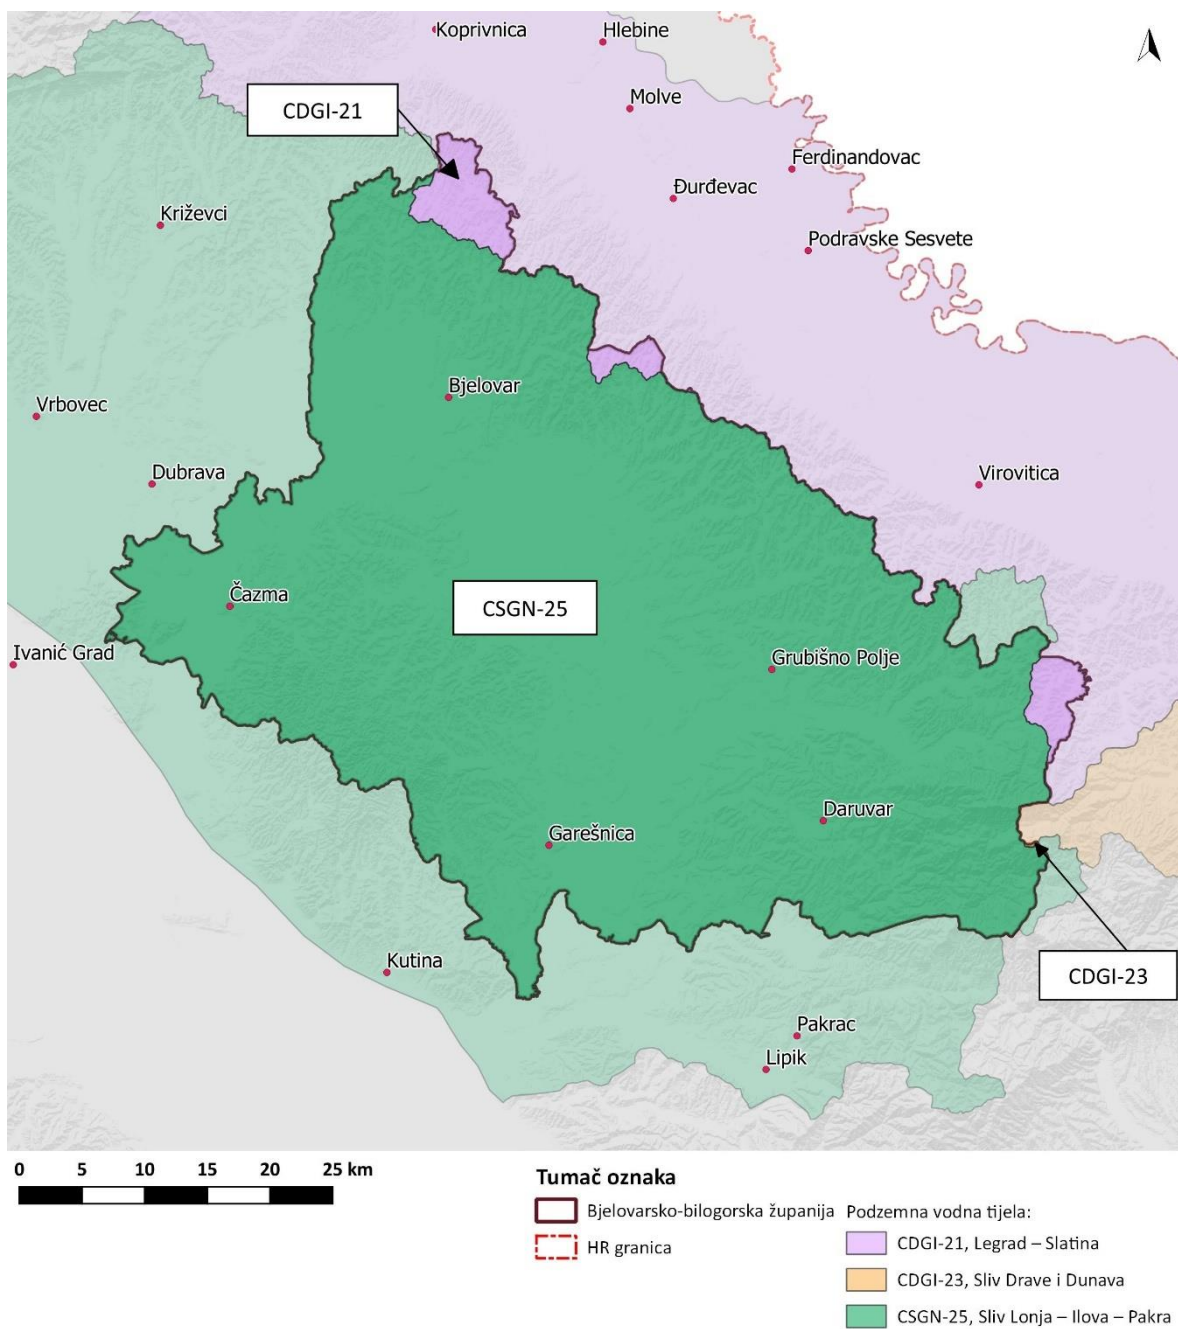 Koprivnica
Hlebine
CDGI-21
Molve
Ferdinandovac
Đurđevac
Križevci
Podravske Sesvete
Bjelovar
Vrbovec
Dubrava
Virovitica
Čazma
CSGN-25
Ivanić Grad
Grubišno Polje
Daruvar
Garešnica
Kutina
CDGI-23
Pakrac
Lipik
0 5 10 15 20 25 km
Tumač oznaka
Bjelovarsko-bilogorska županija
HR granica
Podzemna vodna tijela:
CDGI-21, Legrad – Slatina
CDGI-23, Sliv Drave i Dunava
CSGN-25, Sliv Lonja – Ilova – Pakra